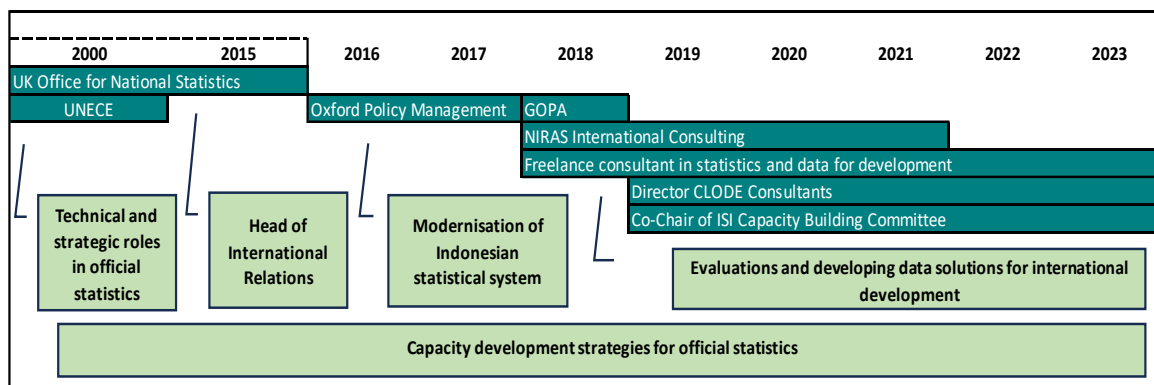 2000 2015 2016 2017 2018 2019 2020 2021 2022 2023
UK Office for National Statistics
UNECE Oxford Policy Management GOPA
NIRAS International Consulting
Freelance consultant in statistics and data for development
Director CLODE Consultants
Co-Chair of ISI Capacity Building Committee
Technical and
strategic roles
in official
statistics
Head of
International
Relations
Modernisation of
Indonesian
statistical system
Evaluations and developing data solutions for international
development
Capacity development strategies for official statistics